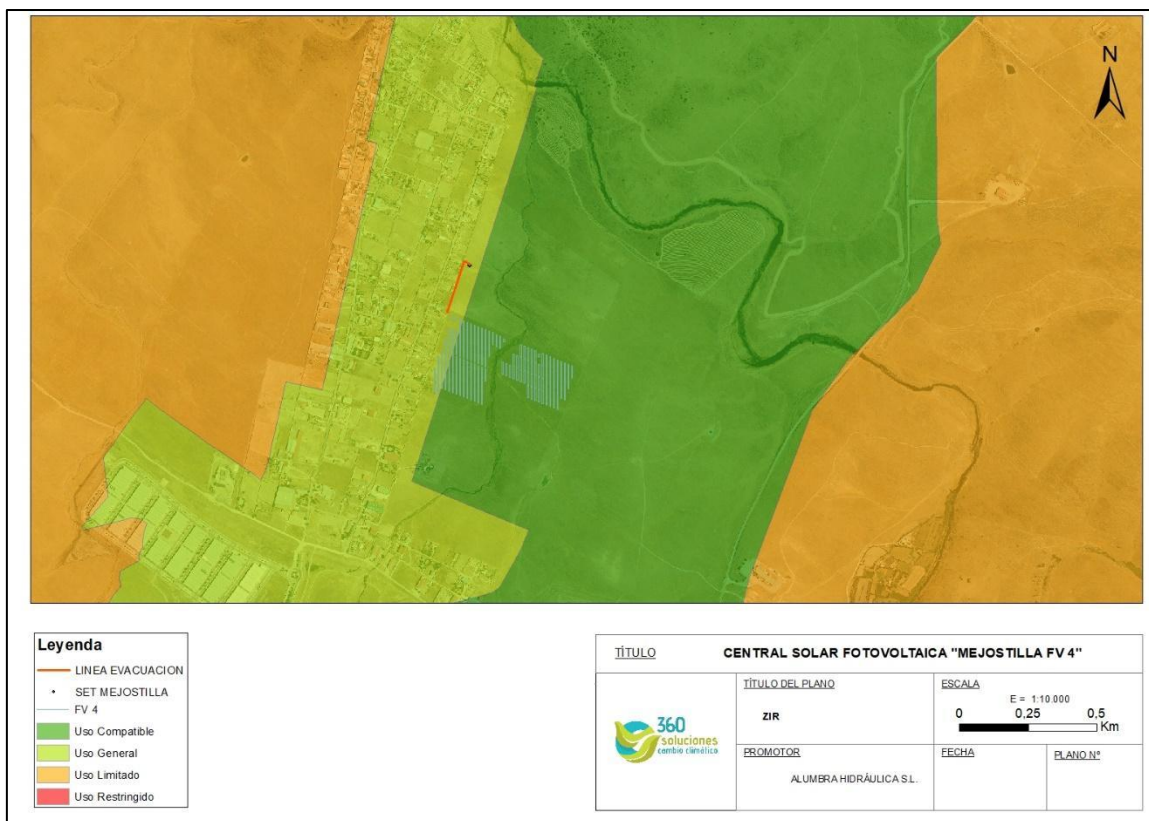 N
Leyenda
LINEA EVACUACION
SET MEJOSTILLA
FV 4
Uso Compatible
Uso General
Uso Limitado
Uso Restringido
TÍTULO
CENTRAL SOLAR FOTOVOLTAICA "MEJOSTILLA FV 4"
360
soluciones
cambio climático
TÍTULO DEL PLANO
ZIR
ESCALA
E = 1:10.000
0 0,25 0,5
Km
PROMOTOR
ALUMBRA HIDRÁULICA S.L.
FECHA
PLANO Nº